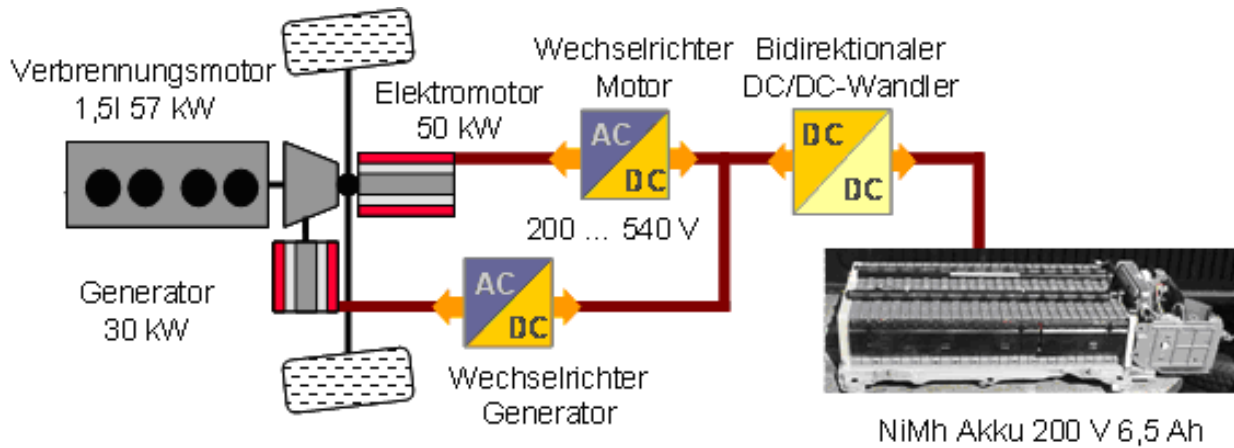 Verbrennungsmotor
1,5l 57 kW
Elektromotor
50 kW
Wechselrichter
Motor
Bidirektionaler
DC/DC-Wandler
AC
DC
DC
DC
200 ... 540 V
Generator
30 kW
AC
DC
Wechselrichter
Generator
NiMh Akku 200 V 6,5 Ah